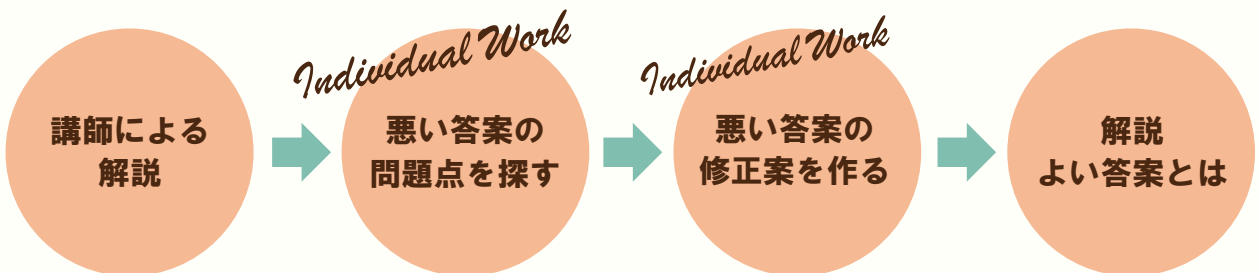 講師による
解説
Individual Work
悪い答案の
問題点を探す
Individual Work
悪い答案の
修正案を作る
解説
よい答案とは